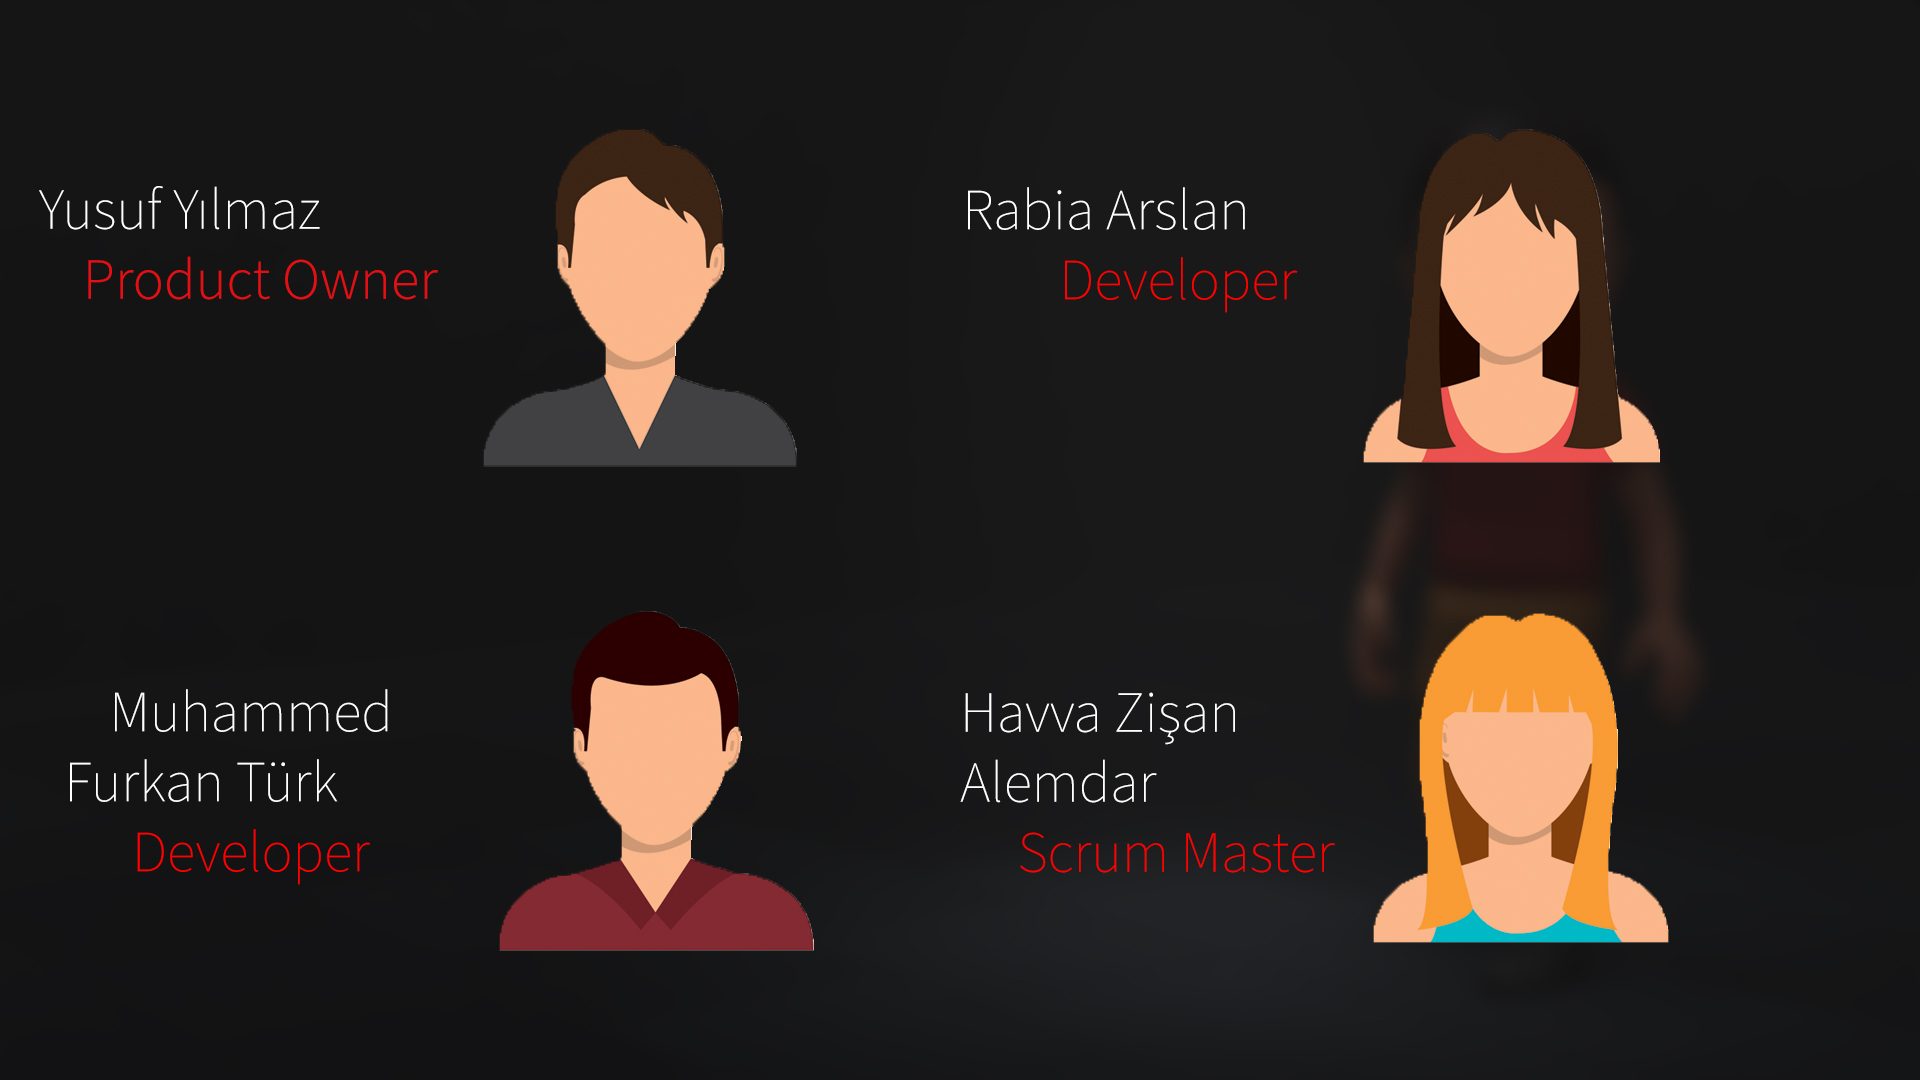 Yusuf Yılmaz
Product Owner
Rabia Arslan
Developer
Muhammed
Furkan Türk
Developer
Havva Zişan
Alemdar
Scrum Master